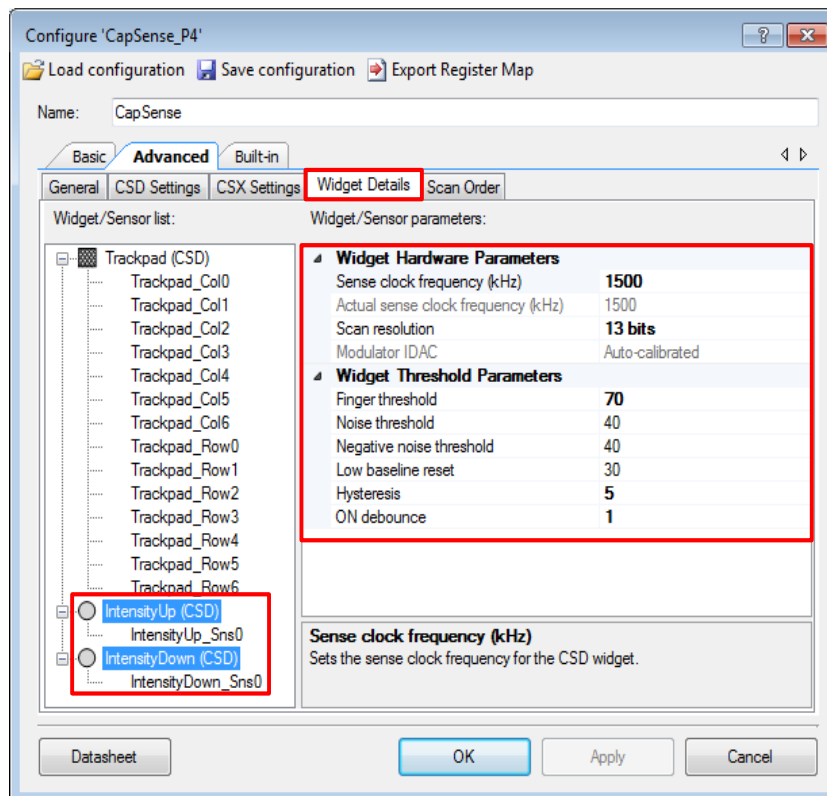 Configure 'CapSense_P4'
Load configuration Save configuration Export Register Map
Name: CapSense
Basic Advanced Built-in
General CSD Settings CSX Settings Widget Details Scan Order
Widget/Sensor list: Widget/Sensor parameters:
Trackpad (CSD)
Trackpad_Col0
Trackpad_Col1
Trackpad_Col2
Trackpad_Col3
Trackpad_Col4
Trackpad_Col5
Trackpad_Col6
Trackpad_Row0
Trackpad_Row1
Trackpad_Row2
Trackpad_Row3
Trackpad_Row4
Trackpad_Row5
Trackpad_Row6
IntensityUp (CSD)
IntensityUp_Sns0
IntensityDown (CSD)
IntensityDown_Sns0
Widget Hardware Parameters
Sense clock frequency (kHz) 1500
Actual sense clock frequency (kHz) 1500
Scan resolution 13 bits
Modulator IDAC Auto-calibrated
Widget Threshold Parameters
Finger threshold 70
Noise threshold 40
Negative noise threshold 40
Low baseline reset 30
Hysteresis 5
ON debounce 1
Sense clock frequency (kHz)
Sets the sense clock frequency for the CSD widget.
Datasheet OK Apply Cancel